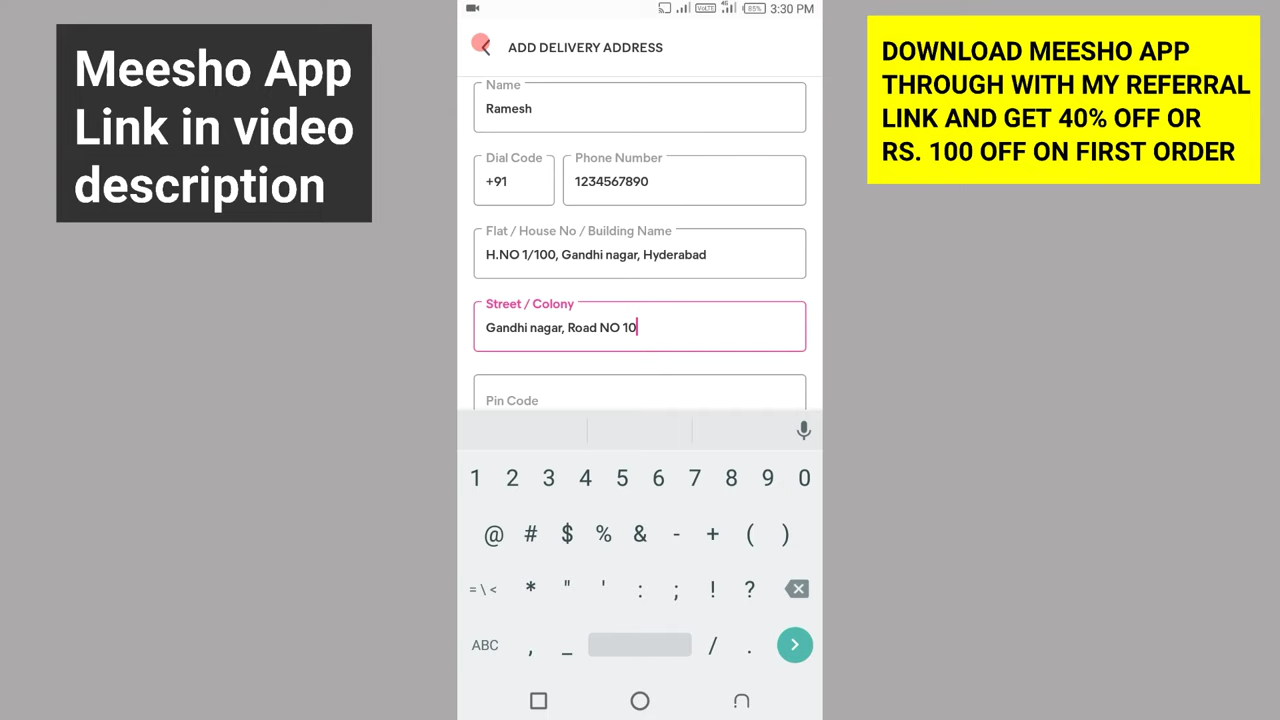 Meesho App
Link in video
description
VOLTE 4G 85% 3:30 PM
ADD DELIVERY ADDRESS
Name
Ramesh
Dial Code
+91
Phone Number
1234567890
Flat / House No / Building Name
H.NO 1/100, Gandhi nagar, Hyderabad
Street / Colony
Gandhi nagar, Road NO 10
Pin Code
1 2 3 4 5 6 7 8 9 0
@ # $ % & - + ( )
= \ < * " ' : ; ! ?
ABC , _ / .
DOWNLOAD MEESHO APP
THROUGH WITH MY REFERRAL
LINK AND GET 40% OFF OR
RS. 100 OFF ON FIRST ORDER